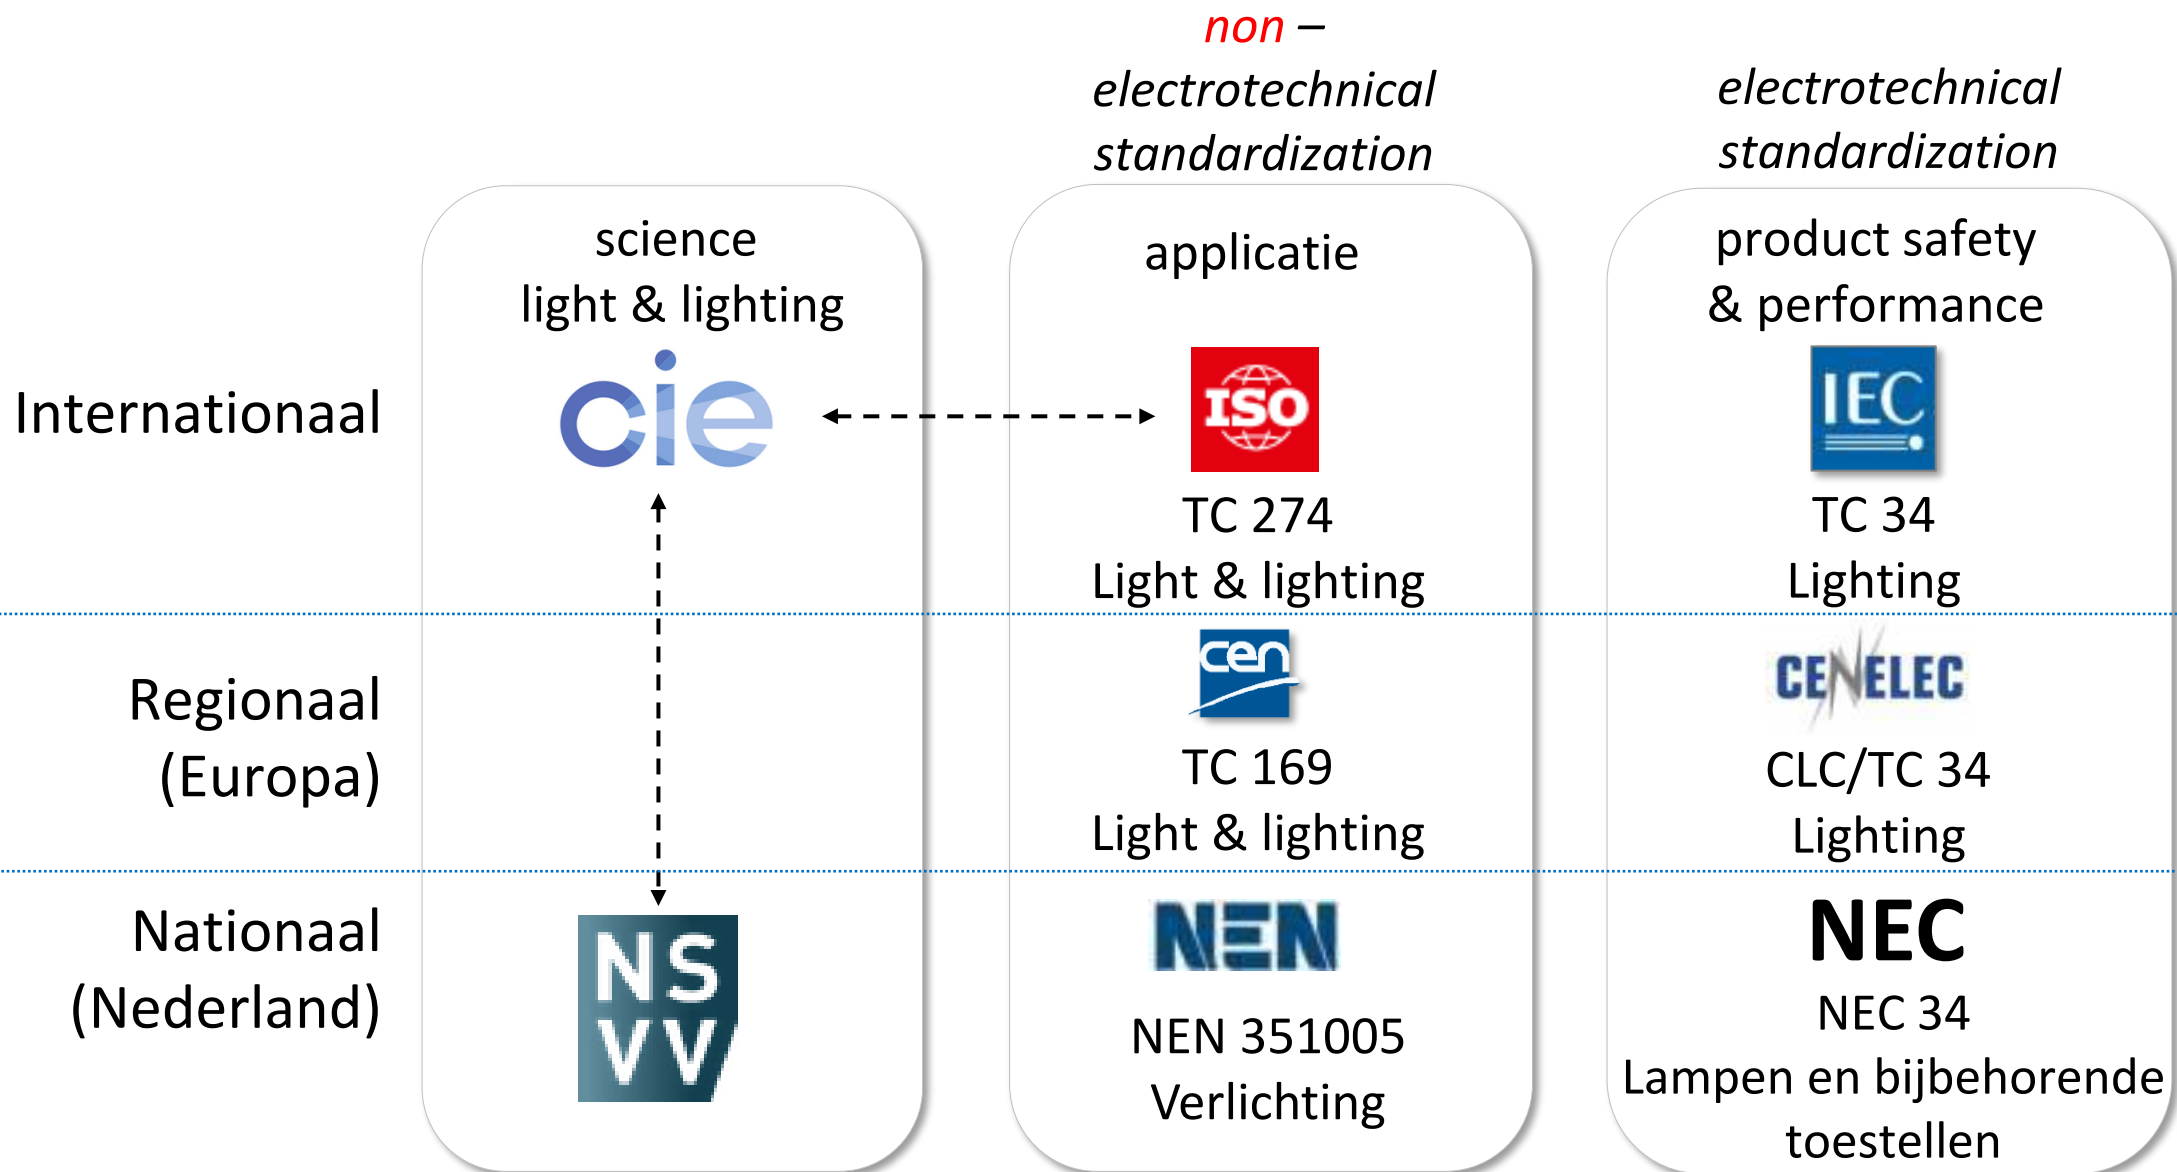 non –
electrotechnical
standardization
electrotechnical
standardization
science
light & lighting
applicatie
product safety
& performance
Internationaal
cie
ISO
IEC
TC 274
Light & lighting
TC 34
Lighting
Regionaal
(Europa)
cen
TC 169
Light & lighting
CENELEC
CLC/TC 34
Lighting
Nationaal
(Nederland)
NS
VV
NEN
NEN 351005
Verlichting
NEC
NEC 34
Lampen en bijbehorende
toestellen